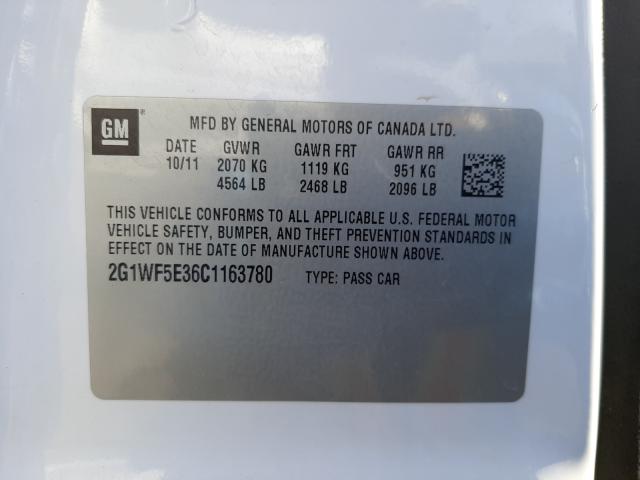 GM®
MFD BY GENERAL MOTORS OF CANADA LTD.
DATE GVWR GAWR FRT GAWR RR
10/11 2070 KG 1119 KG 951 KG
4564 LB 2468 LB 2096 LB
THIS VEHICLE CONFORMS TO ALL APPLICABLE U.S. FEDERAL MOTOR
VEHICLE SAFETY, BUMPER, AND THEFT PREVENTION STANDARDS IN
EFFECT ON THE DATE OF MANUFACTURE SHOWN ABOVE.
2G1WF5E36C1163780 TYPE: PASS CAR